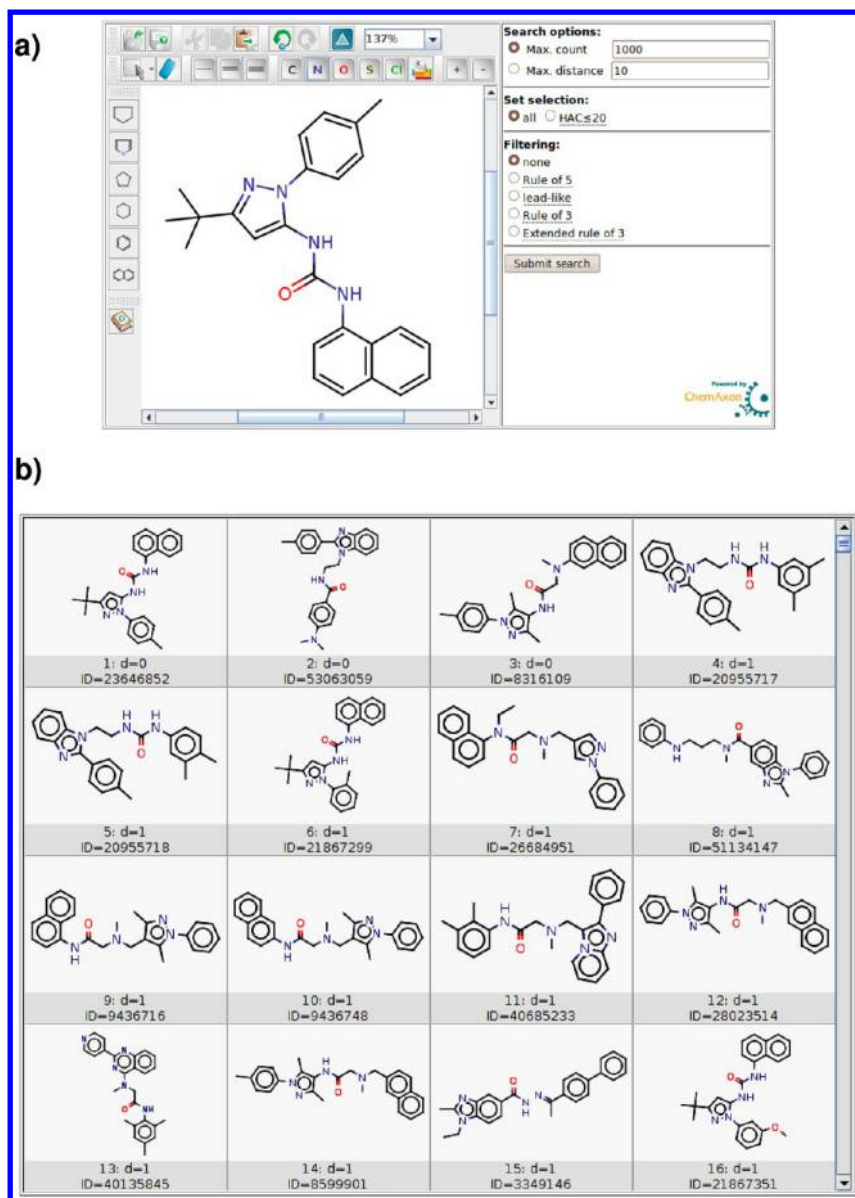 a)
137%
C N O S Cl + -
Search options:
Max. count 1000
Max. distance 10
Set selection:
all HAC≤20
Filtering:
none
Rule of 5
lead-like
Rule of 3
Extended rule of 3
Submit search
N N
NH
O NH
Powered by
ChemAxon
b)
1: d=0
ID=23646852
2: d=0
ID=53063059
3: d=0
ID=8316109
4: d=1
ID=20955717
5: d=1
ID=20955718
6: d=1
ID=21867299
7: d=1
ID=26684951
8: d=1
ID=51134147
9: d=1
ID=9436716
10: d=1
ID=9436748
11: d=1
ID=40685233
12: d=1
ID=28023514
13: d=1
ID=40135845
14: d=1
ID=8599901
15: d=1
ID=3349146
16: d=1
ID=21867351